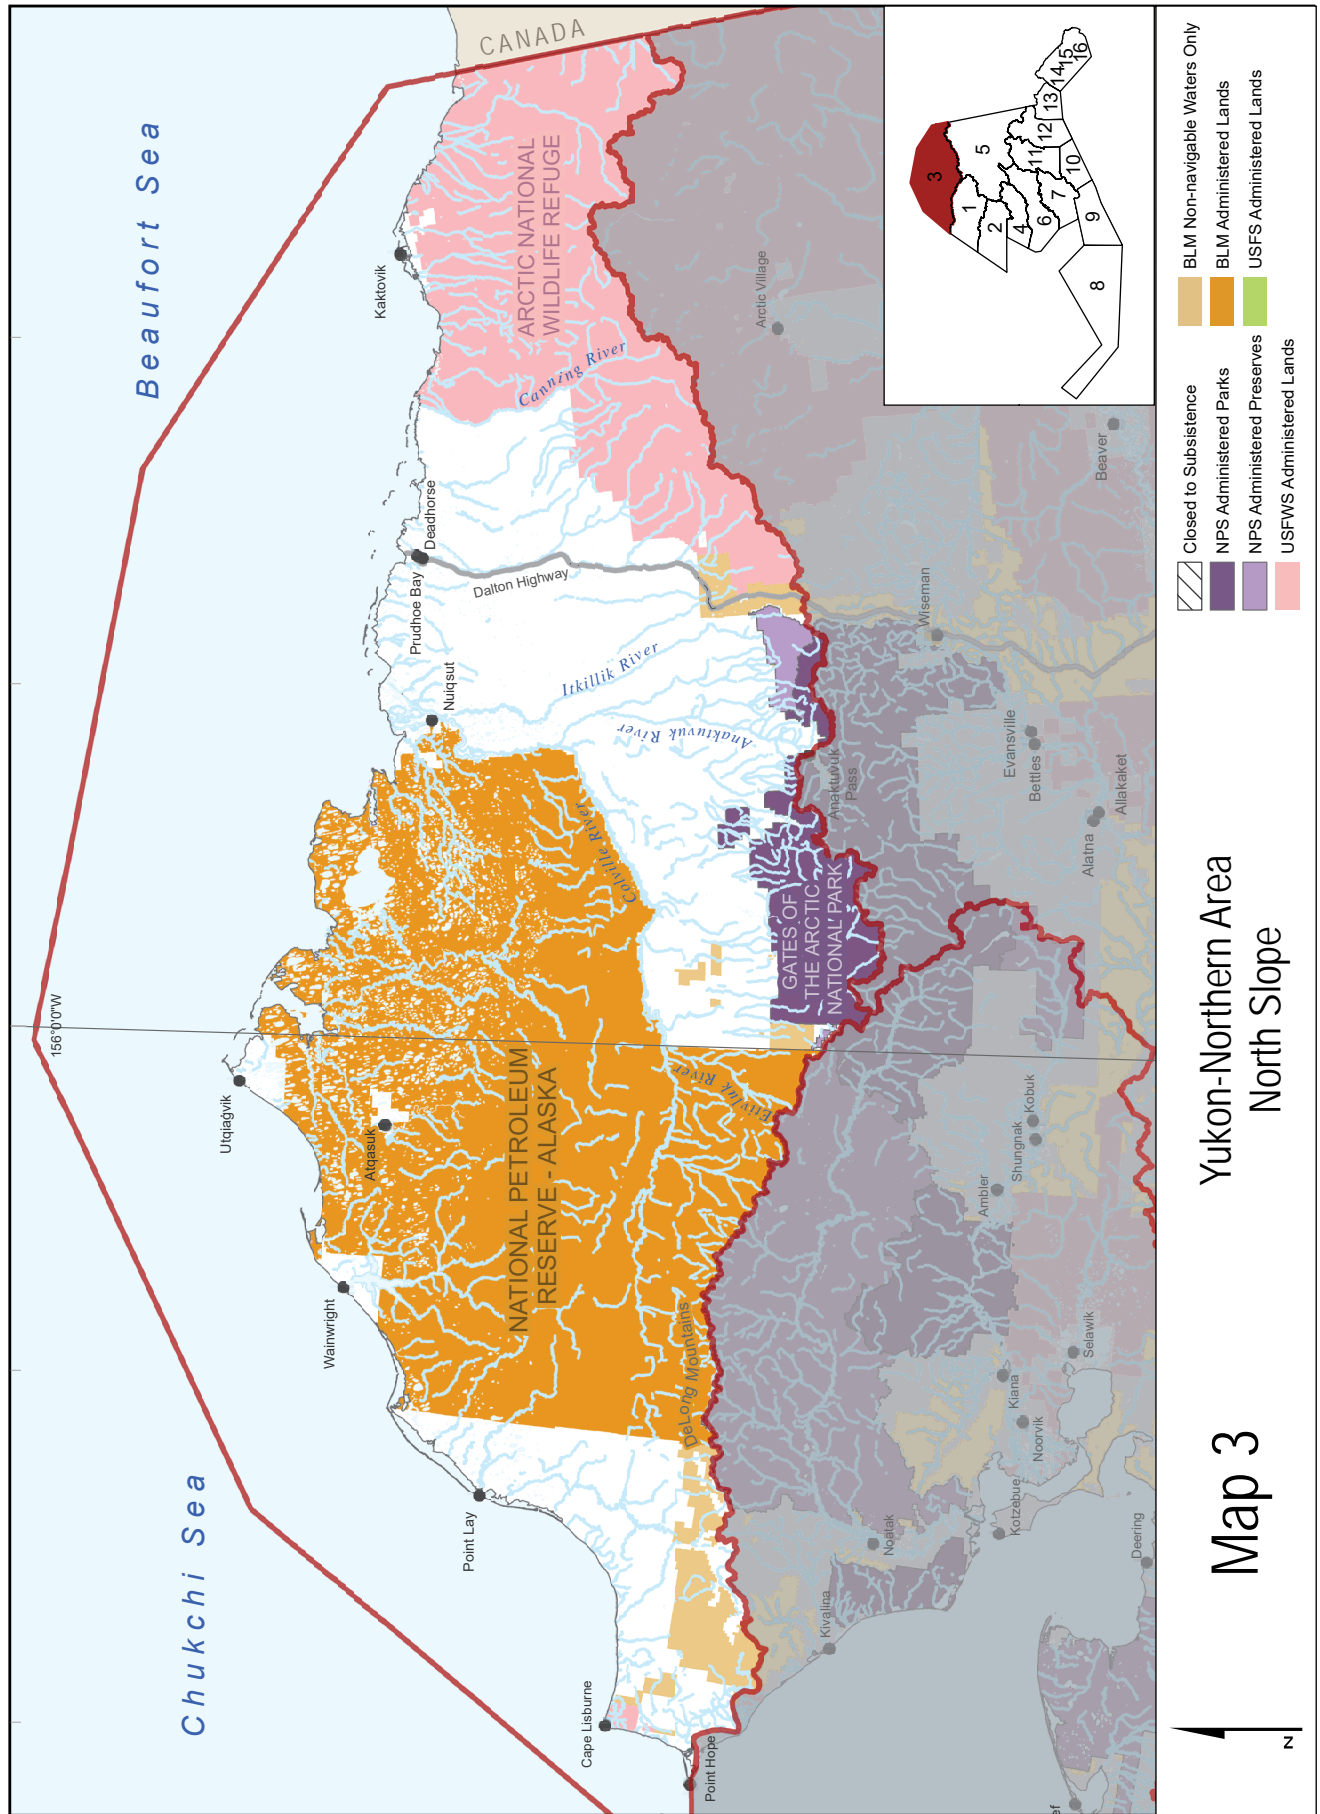 Chukchi Sea
Beaufort Sea
CANADA
156°0'0"W
Utqiaġvik
Atqasuk
Wainwright
Point Lay
Cape Lisburne
Point Hope
Nuiqsut
Prudhoe Bay
Deadhorse
Kaktovik
ARCTIC NATIONAL
WILDLIFE REFUGE
Canning River
Dalton Highway
Itkillik River
Anaktuvuk River
Colville River
Etivluk River
NATIONAL PETROLEUM
RESERVE - ALASKA
DeLong Mountains
GATES OF
THE ARCTIC
NATIONAL PARK
Anaktuvuk
Pass
Arctic Village
Beaver
Wiseman
Evansville
Bettles
Allakaket
Alatna
Kobuk
Shungnak
Ambler
Selawik
Kiana
Noorvik
Kotzebue
Noatak
Kivalina
Deering
ef
3
1
2
4
5
6
7
8
9
10
11
12
13
14
15
16
N
Map 3
Yukon-Northern Area
North Slope
Closed to Subsistence
NPS Administered Parks
NPS Administered Preserves
USFWS Administered Lands
BLM Non-navigable Waters Only
BLM Administered Lands
USFS Administered Lands